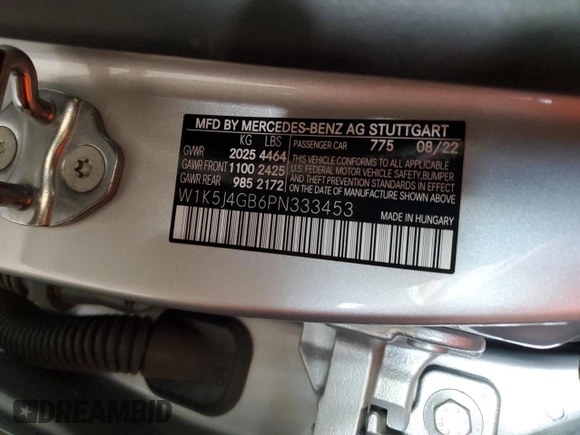 MFD BY MERCEDES-BENZ AG STUTTGART
KG LBS PASSENGER CAR 775 08/22
GVWR 2025 4464
GAWR FRONT 1100 2425
GAWR REAR 985 2172
THIS VEHICLE CONFORMS TO ALL APPLICABLE
U.S. FEDERAL MOTOR VEHICLE SAFETY,BUMPER
AND THEFT PREVENTION STANDARDS IN EFFECT
ON THE DATE OF MANUFACTURE SHOWN ABOVE
W1K5J4GB6PN333453
MADE IN HUNGARY
DREAMBID